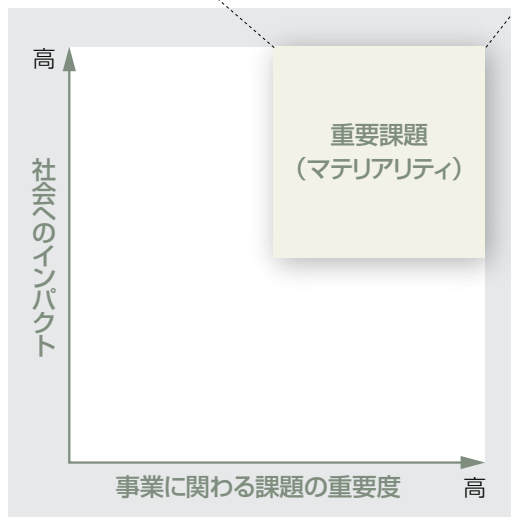 高
重要課題
（マテリアリティ）
社会へのインパクト
事業に関わる課題の重要度
高